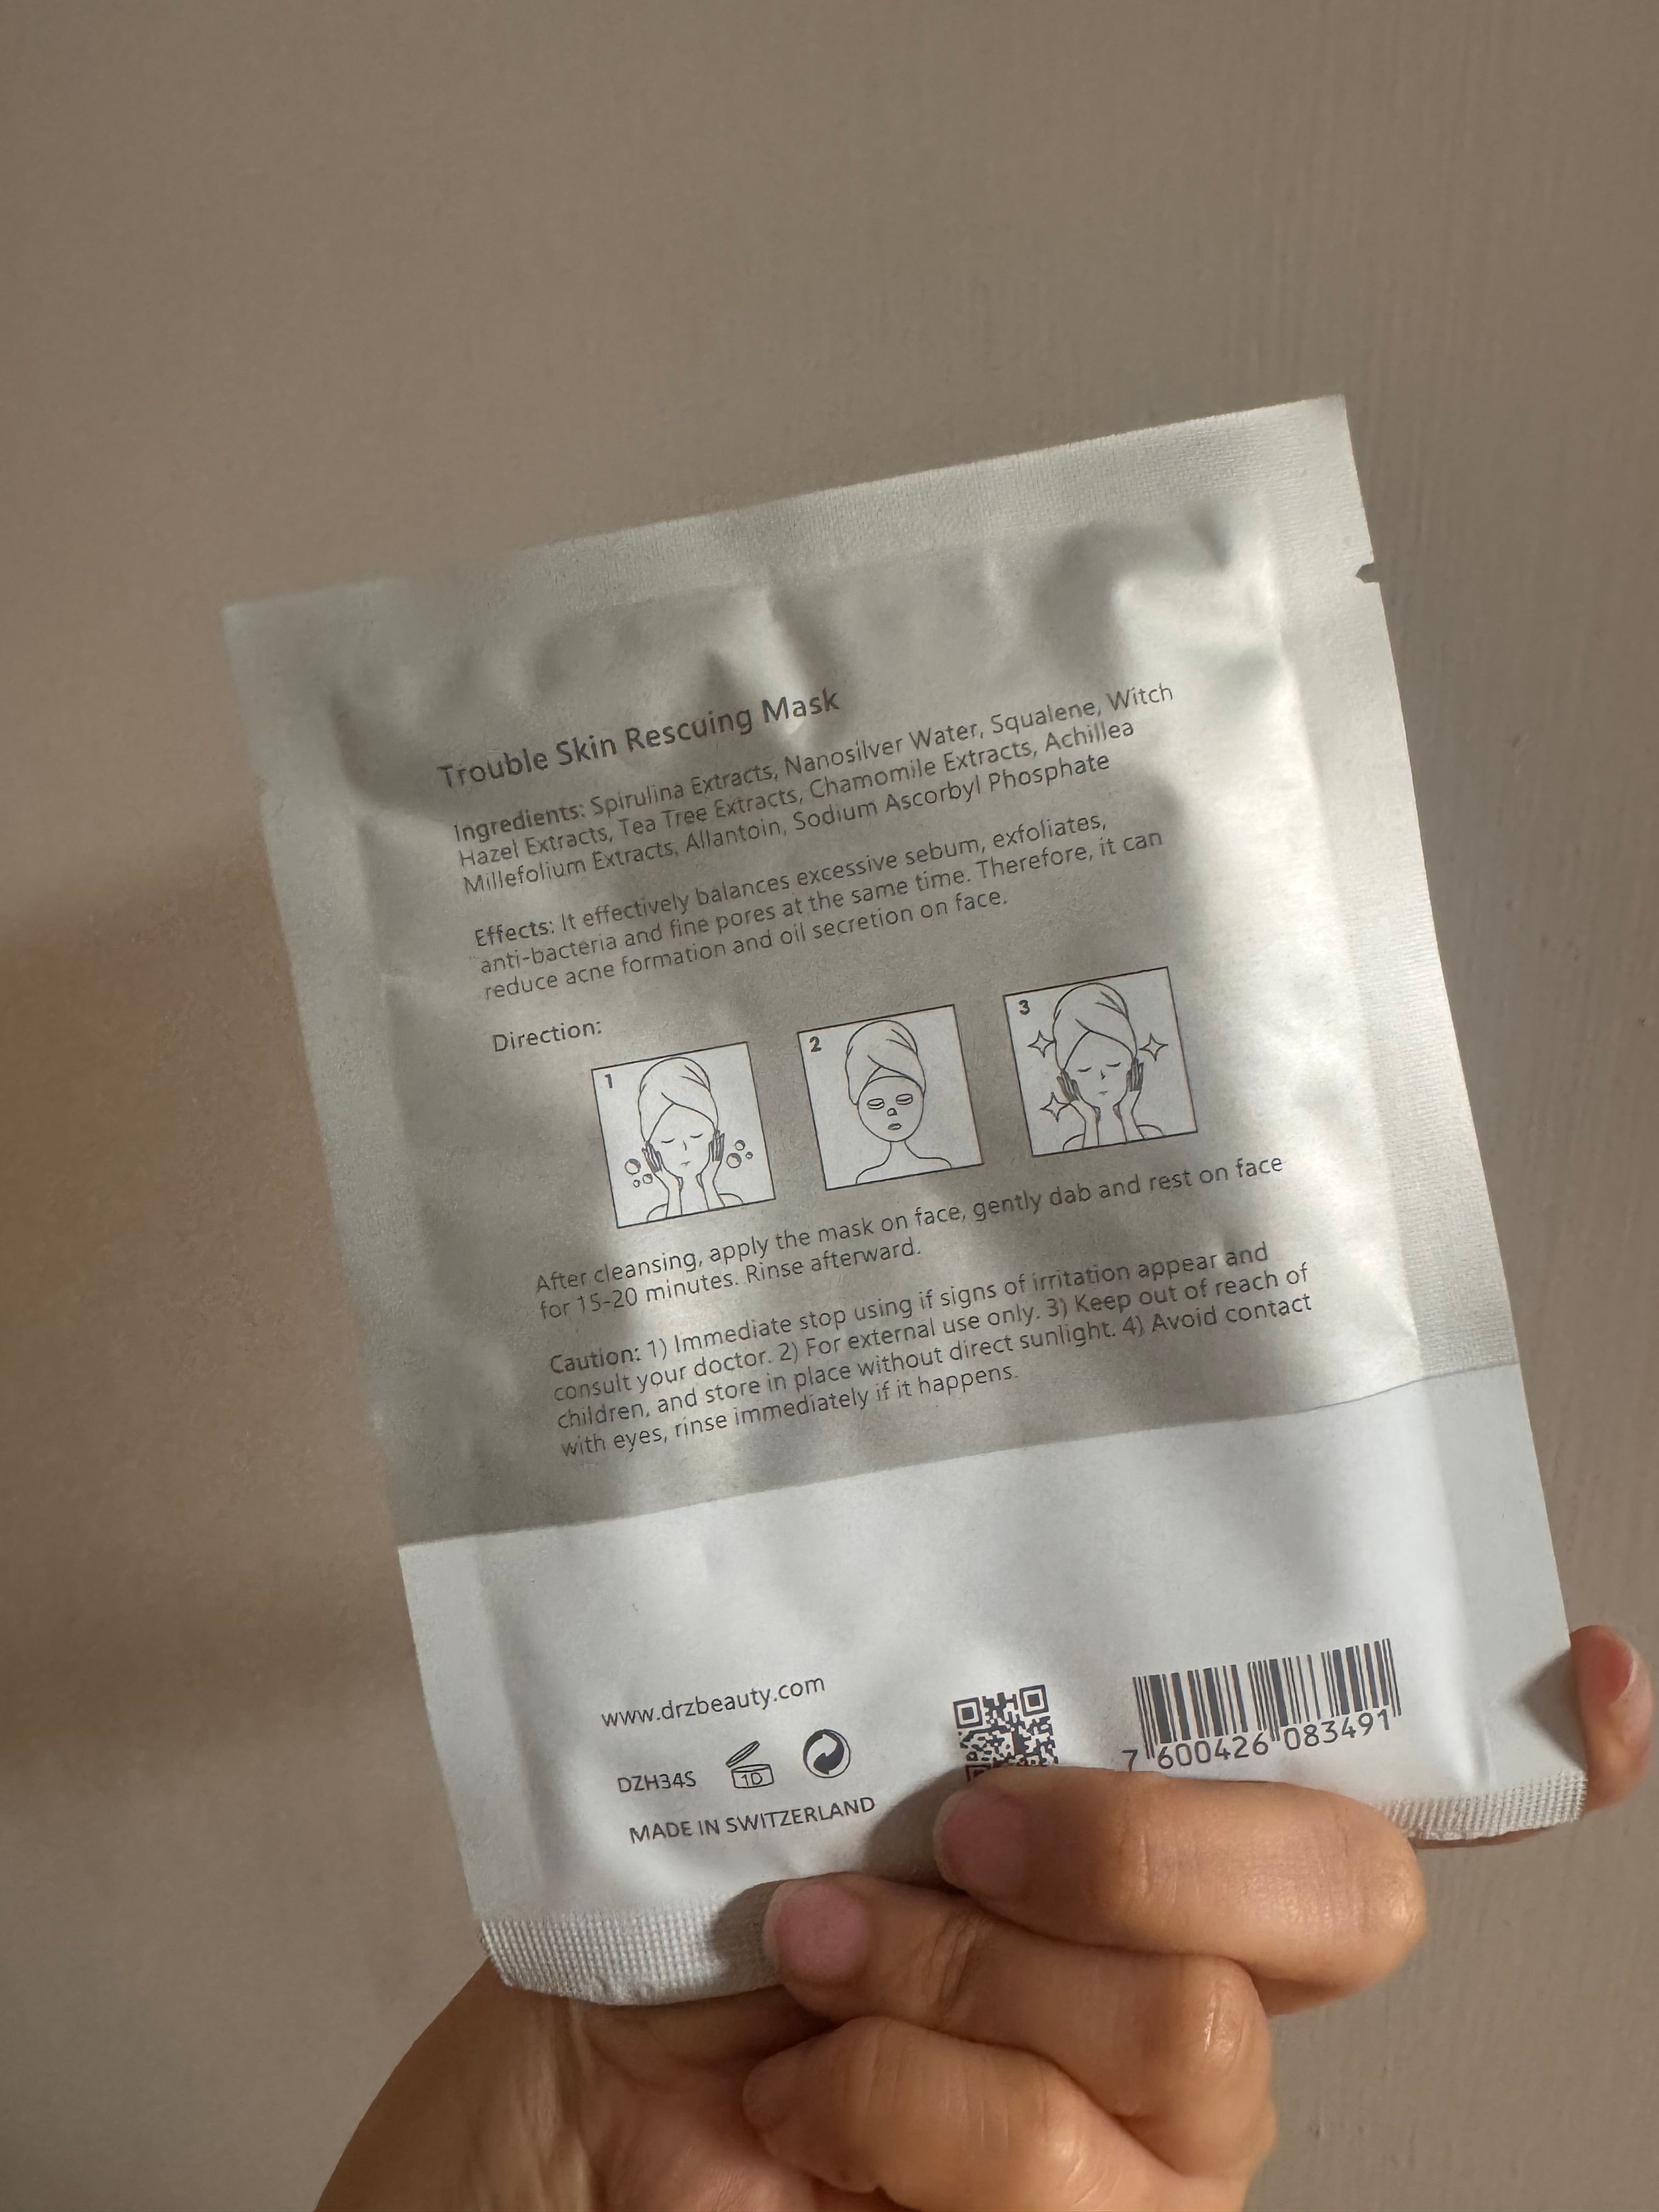 Trouble Skin Rescuing Mask
Ingredients: Spirulina Extracts, Nanosilver Water, Squalene, Witch
Hazel Extracts, Tea Tree Extracts, Chamomile Extracts, Achillea
Millefolium Extracts, Allantoin, Sodium Ascorbyl Phosphate
Effects: It effectively balances excessive sebum, exfoliates,
anti-bacteria and fine pores at the same time. Therefore, it can
reduce acne formation and oil secretion on face.
Direction:
1
2
3
After cleansing, apply the mask on face, gently dab and rest on face
for 15-20 minutes. Rinse afterward.
Caution: 1) Immediate stop using if signs of irritation appear and
consult your doctor. 2) For external use only. 3) Keep out of reach of
children, and store in place without direct sunlight. 4) Avoid contact
with eyes, rinse immediately if it happens.
www.drzbeauty.com
DZH34S
1D
MADE IN SWITZERLAND
7 600426 083491